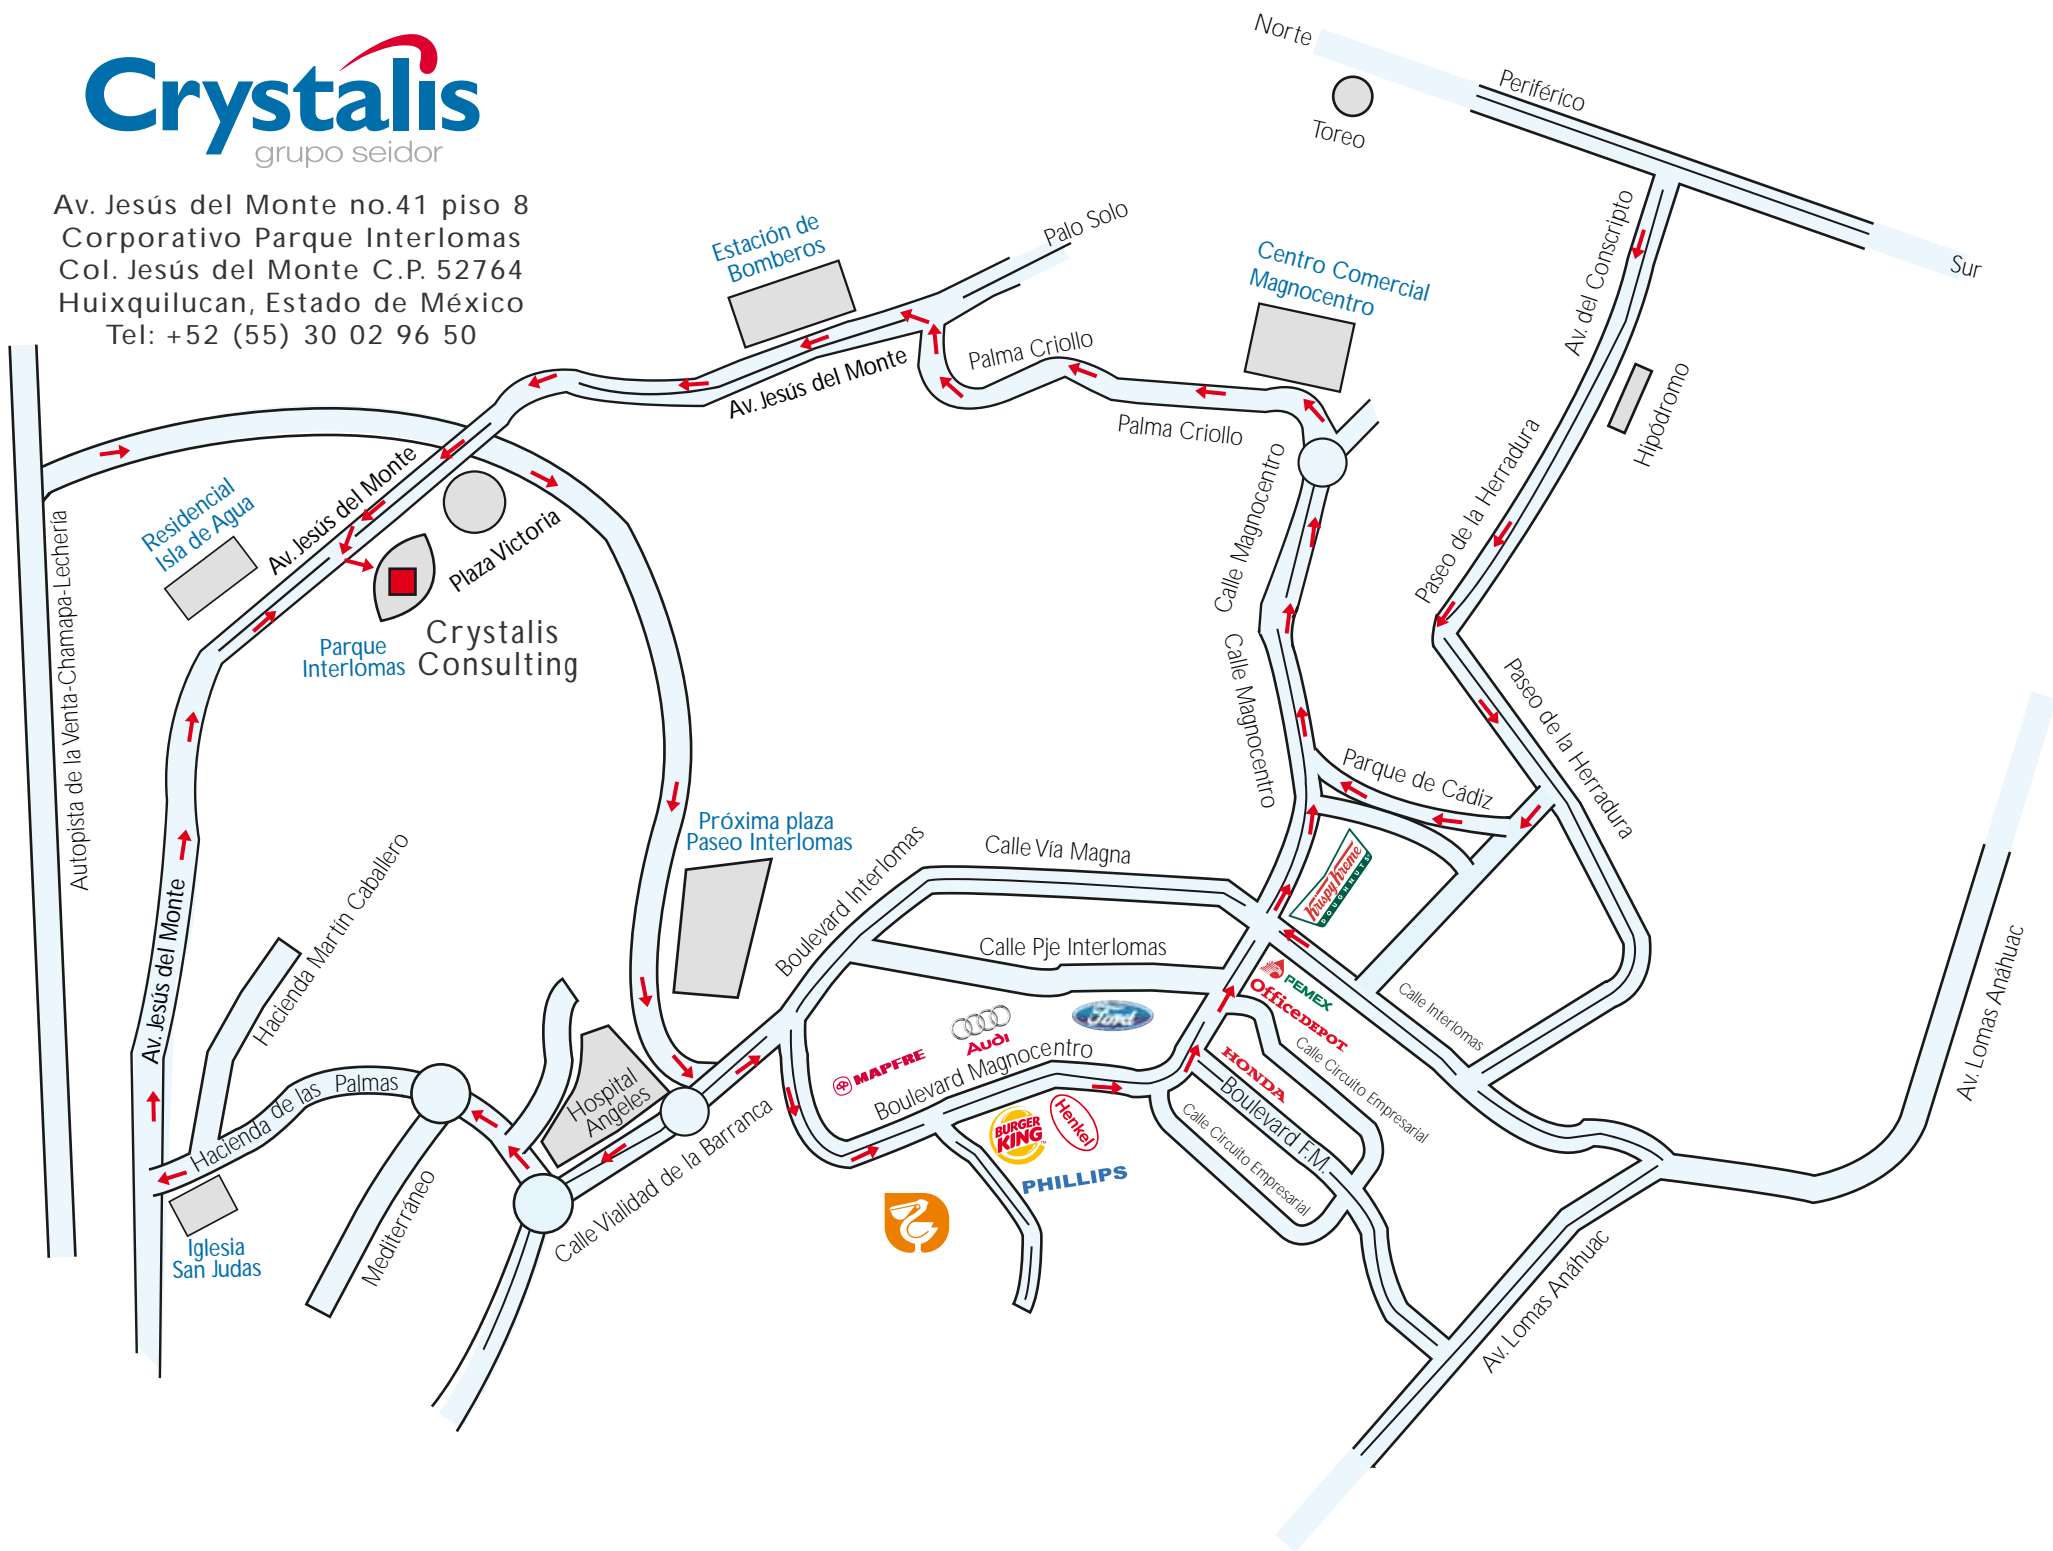 Crystalis
grupo seidor
Av. Jesús del Monte no.41 piso 8
Corporativo Parque Interlomas
Col. Jesús del Monte C.P. 52764
Huixquilucan, Estado de México
Tel: +52 (55) 30 02 96 50
Norte
Periférico
Toreo
Sur
Av. del Conscripto
Hipódromo
Paseo de la Herradura
Paseo de la Herradura
Estación de
Bomberos
Palo Solo
Centro Comercial
Magnocentro
Palma Criollo
Palma Criollo
Av. Jesús del Monte
Av. Jesús del Monte
Calle Magnocentro
Calle Magnocentro
Residencial
Isla de Agua
Plaza Victoria
Parque
Interlomas
Crystalis
Consulting
Autopista de la Venta-Chamapa-Lechería
Parque de Cádiz
Próxima plaza
Paseo Interlomas
Boulevard Interlomas
Calle Vía Magna
Calle Pje Interlomas
Krispy Kreme
DOUGHNUTS
PEMEX
OfficeDEPOT
Calle Interlomas
Av. Lomas Anáhuac
Av. Jesús del Monte
Hacienda Martín Caballero
Hacienda de las Palmas
Hospital
Angeles
MAPFRE
Audi
Ford
Boulevard Magnocentro
HONDA
Calle Circuito Empresarial
Boulevard F.M.
Calle Circuito Empresarial
BURGER
KING
Henkel
PHILLIPS
Calle Vialidad de la Barranca
Mediterráneo
Iglesia
San Judas
Av. Lomas Anáhuac